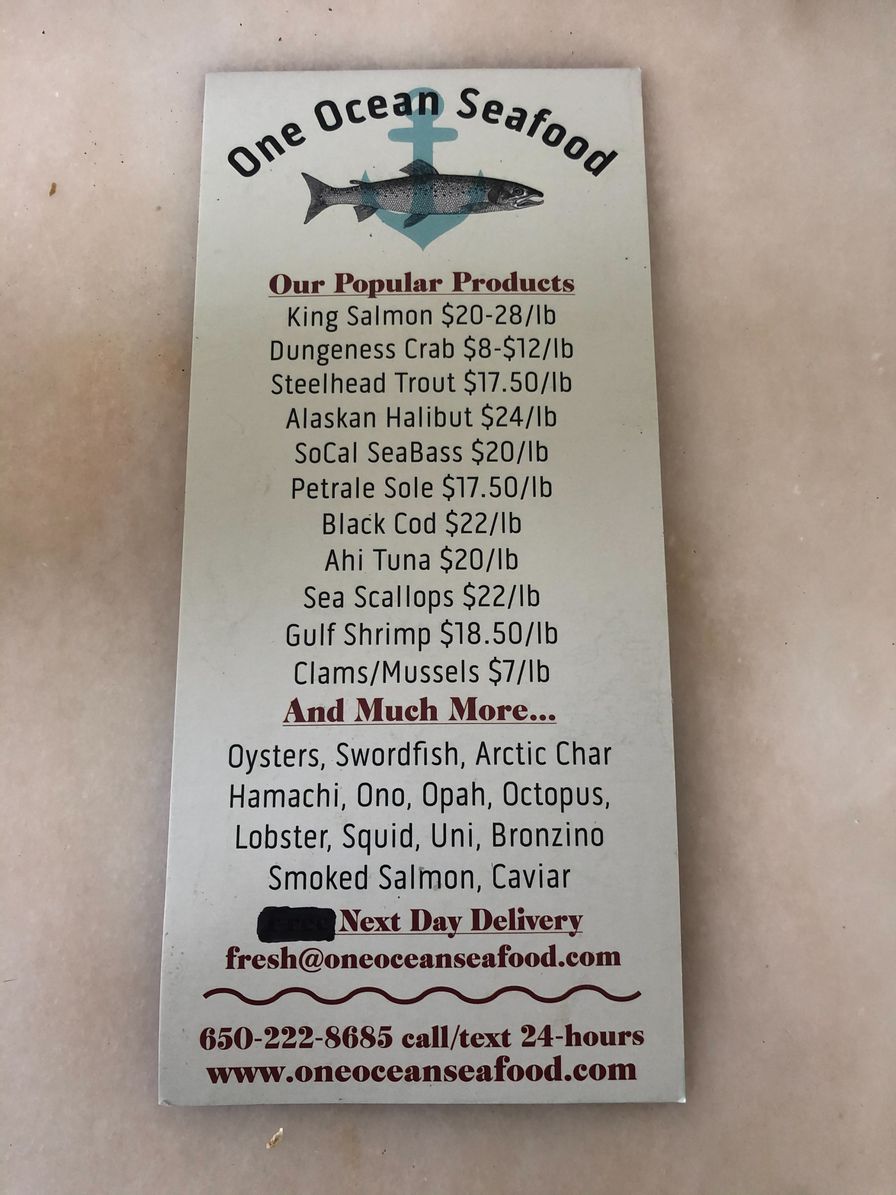 One Ocean Seafood
Our Popular Products
King Salmon $20-28/lb
Dungeness Crab $8-$12/lb
Steelhead Trout $17.50/lb
Alaskan Halibut $24/lb
SoCal SeaBass $20/lb
Petrale Sole $17.50/lb
Black Cod $22/lb
Ahi Tuna $20/lb
Sea Scallops $22/lb
Gulf Shrimp $18.50/lb
Clams/Mussels $7/lb
And Much More...
Oysters, Swordfish, Arctic Char
Hamachi, Ono, Opah, Octopus,
Lobster, Squid, Uni, Bronzino
Smoked Salmon, Caviar
Next Day Delivery
fresh@oneoceanseafood.com
650-222-8685 call/text 24-hours
www.oneoceanseafood.com